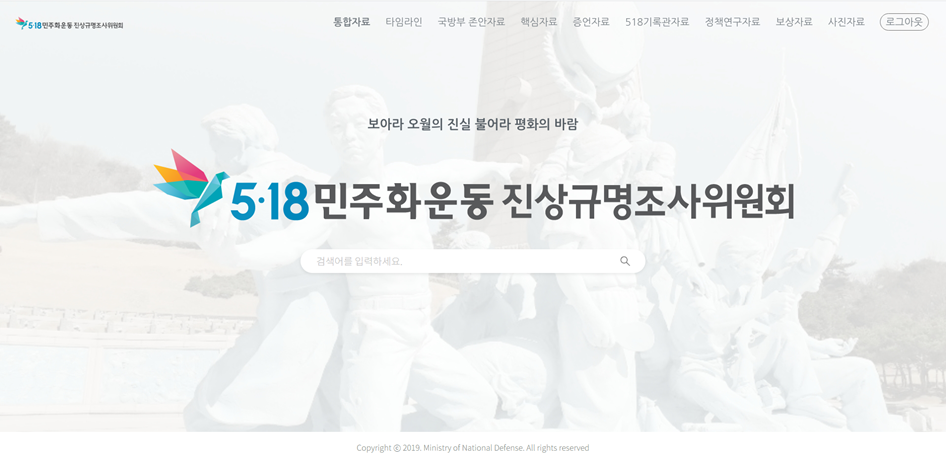 5·18민주화운동 진상규명조사위원회
통합자료 타임라인 국방부 존안자료 핵심자료 증언자료 518기록관자료 정책연구자료 보상자료 사진자료 로그아웃
보아라 오월의 진실 불어라 평화의 바람
5·18 민주화운동 진상규명조사위원회
검색어를 입력하세요.
Copyright ⓒ 2019. Ministry of National Defense. All rights reserved